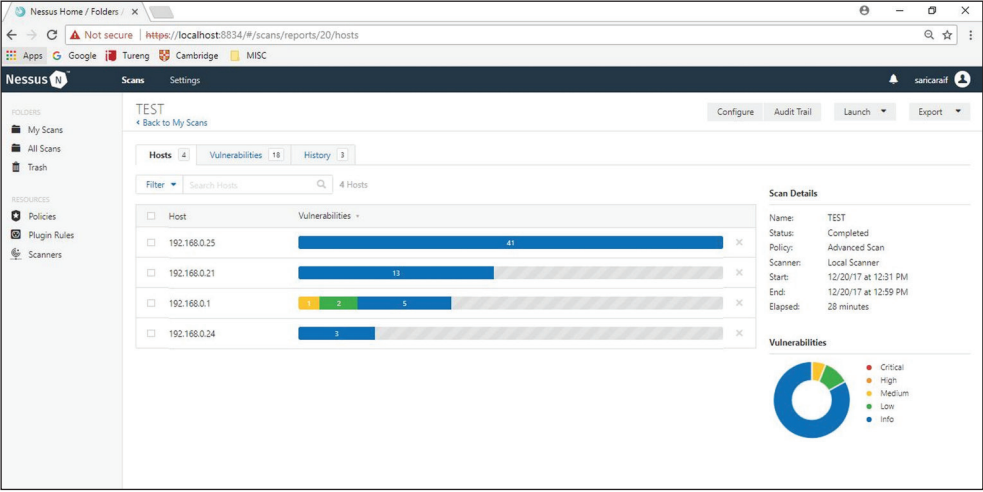 Nessus Home / Folders /
Not secure | https://localhost:8834/#/scans/reports/20/hosts
Apps Google Tureng Cambridge MISC
Nessus N Scans Settings saricaraif
FOLDERS
My Scans
All Scans
Trash
RESOURCES
Policies
Plugin Rules
Scanners
TEST
Back to My Scans
Configure Audit Trail Launch Export
Hosts 4 Vulnerabilities 18 History 3
Filter Search Hosts 4 Hosts
Host Vulnerabilities
192.168.0.25 41
192.168.0.21 13
192.168.0.1 1 2 5
192.168.0.24 3
Scan Details
Name: TEST
Status: Completed
Policy: Advanced Scan
Scanner: Local Scanner
Start: 12/20/17 at 12:31 PM
End: 12/20/17 at 12:59 PM
Elapsed: 28 minutes
Vulnerabilities
Critical
High
Medium
Low
Info